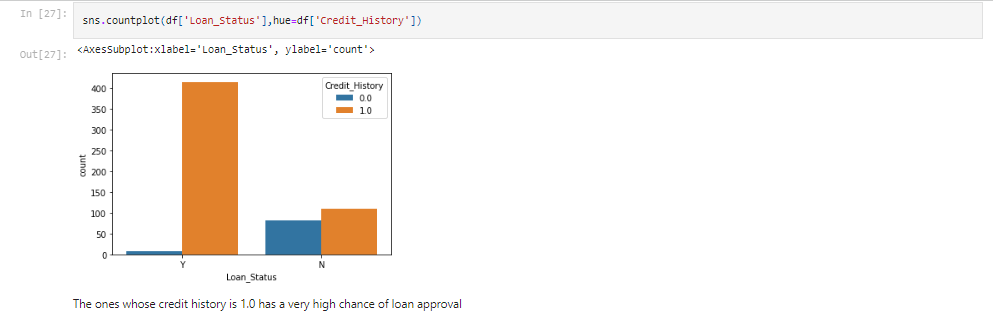 In [27]:
sns.countplot(df['Loan_Status'],hue=df['Credit_History'])
Out[27]:
<AxesSubplot:xlabel='Loan_Status', ylabel='count'>
Credit_History
0.0
1.0
400
350
300
250
200
150
100
50
0
count
Y
N
Loan_Status
The ones whose credit history is 1.0 has a very high chance of loan approval